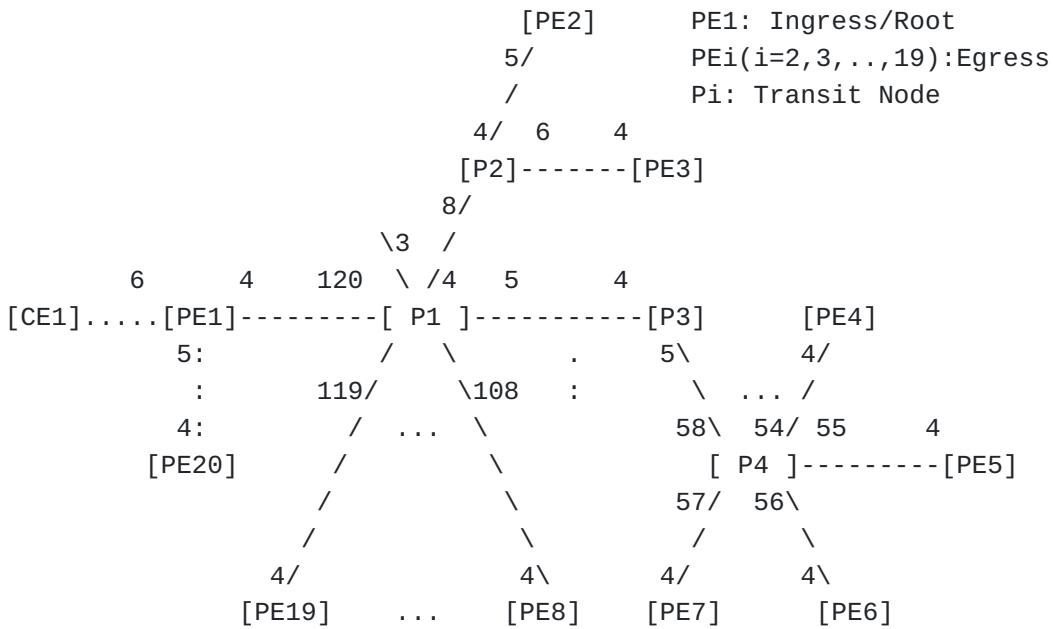 [PE2]      PE1: Ingress/Root
                                5/          PEi(i=2,3,..,19):Egress
                                /           Pi: Transit Node
                              4/  6    4
                             [P2]-------[PE3]
                            8/
                        \3  /
        6      4    120  \ /4   5      4
[CE1].....[PE1]---------[ P1 ]-----------[P3]      [PE4]
           5:           /   \       .     5\       4/
            :       119/     \108   :       \  ... /
           4:         /  ...  \            58\  54/ 55     4
         [PE20]      /         \             [ P4 ]---------[PE5]
                    /           \          57/  56\
                   /             \          /      \
                 4/              4\       4/       4\
               [PE19]    ...    [PE8]    [PE7]      [PE6]